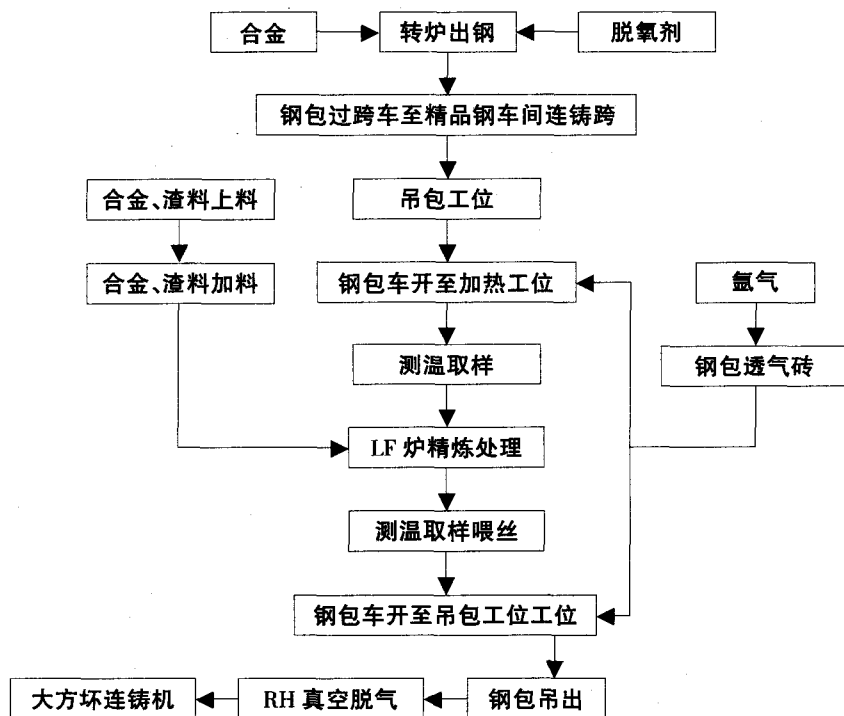 合金
转炉出钢
脱氧剂
钢包过跨车至精品钢车间连铸跨
合金、渣料上料
吊包工位
合金、渣料加料
钢包车开至加热工位
氩气
测温取样
钢包透气砖
LF 炉精炼处理
测温取样喂丝
钢包车开至吊包工位工位
大方坯连铸机
RH 真空脱气
钢包吊出